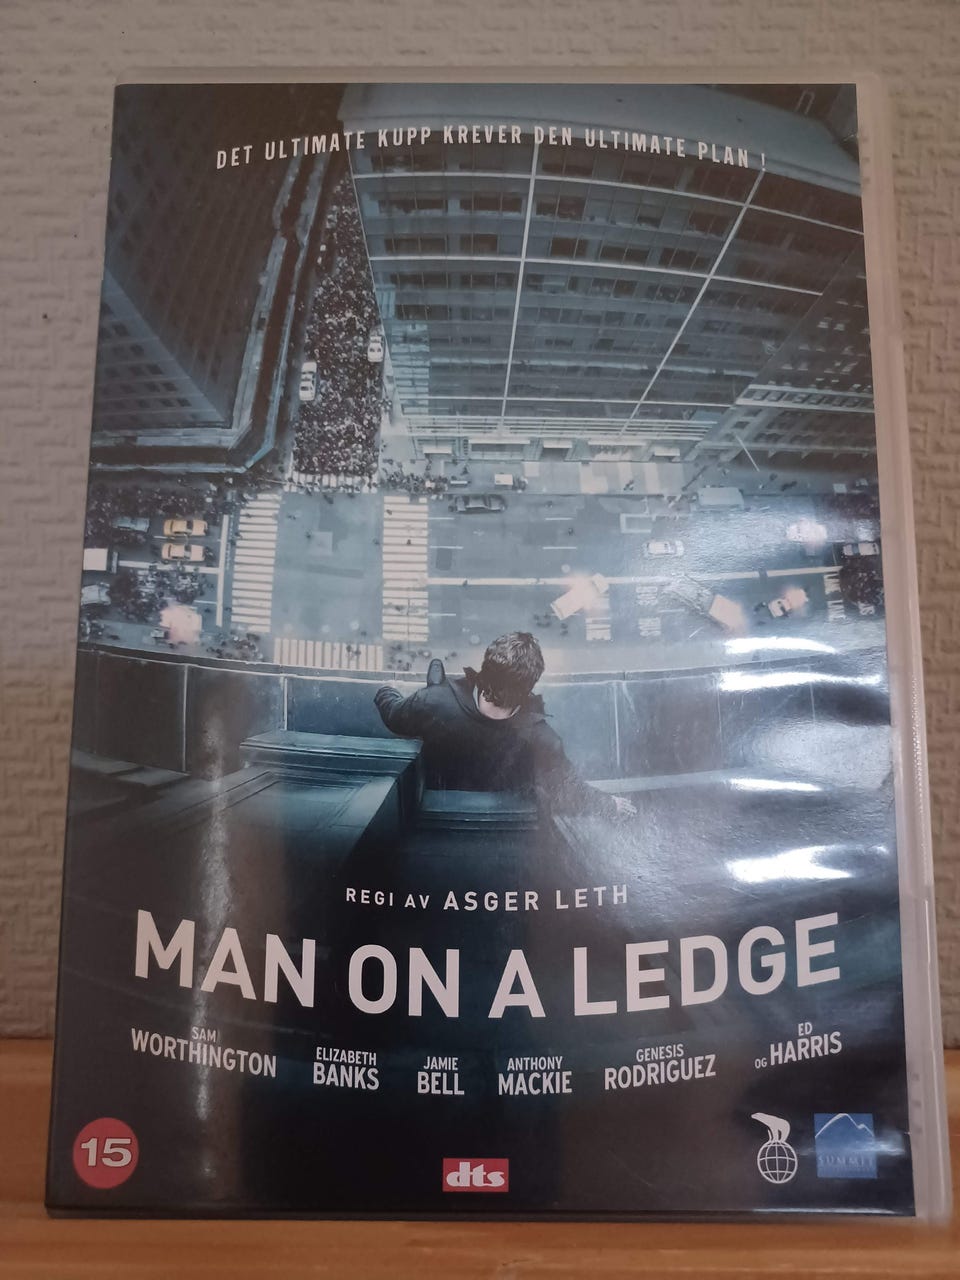 DET ULTIMATE KUPP KREVER DEN ULTIMATE PLAN !
REGI AV ASGER LETH
MAN ON A LEDGE
SAM WORTHINGTON
ELIZABETH BANKS
JAMIE BELL
ANTHONY MACKIE
GENESIS RODRIGUEZ
OG ED HARRIS
15
dts
SUMMIT